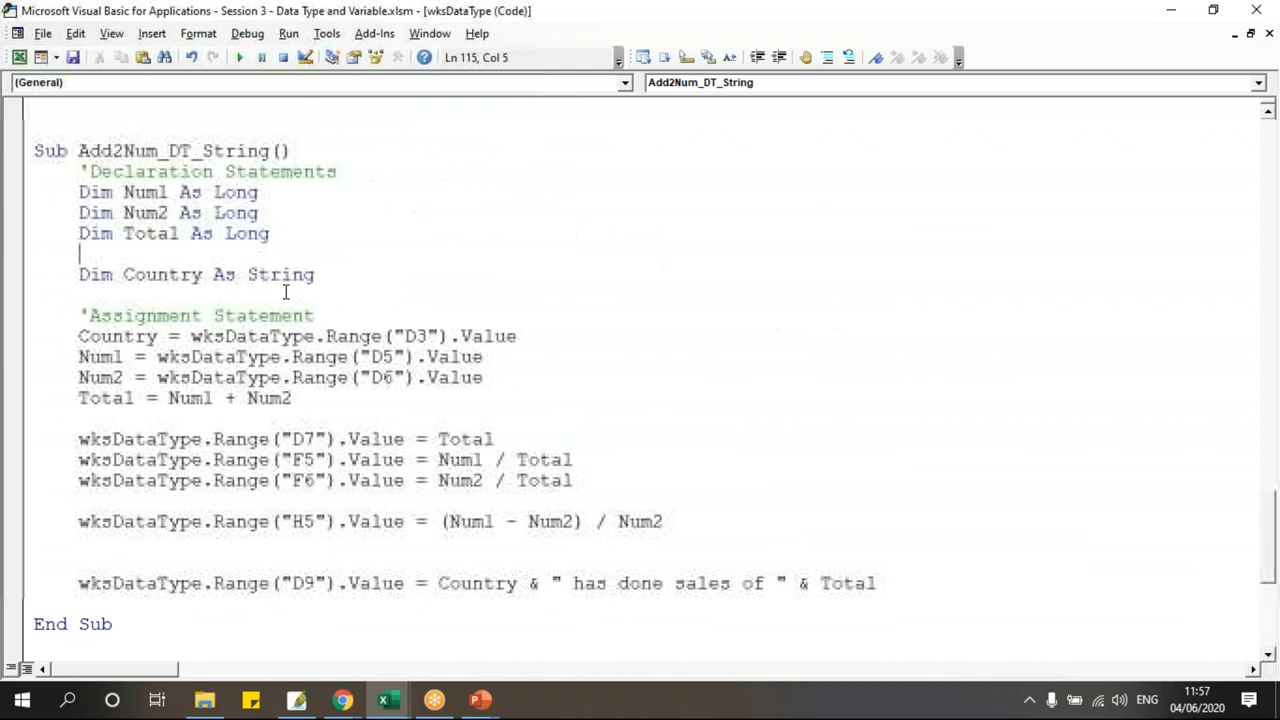 Microsoft Visual Basic for Applications - Session 3 - Data Type and Variable.xlsm - [wksDataType (Code)]
File Edit View Insert Format Debug Run Tools Add-Ins Window Help
Ln 115, Col 5
(General) Add2Num_DT_String
Sub Add2Num_DT_String()
'Declaration Statements
Dim Num1 As Long
Dim Num2 As Long
Dim Total As Long
Dim Country As String
'Assignment Statement
Country = wksDataType.Range("D3").Value
Num1 = wksDataType.Range("D5").Value
Num2 = wksDataType.Range("D6").Value
Total = Num1 + Num2
wksDataType.Range("D7").Value = Total
wksDataType.Range("F5").Value = Num1 / Total
wksDataType.Range("F6").Value = Num2 / Total
wksDataType.Range("H5").Value = (Num1 - Num2) / Num2
wksDataType.Range("D9").Value = Country & " has done sales of " & Total
End Sub
ENG
11:57
04/06/2020